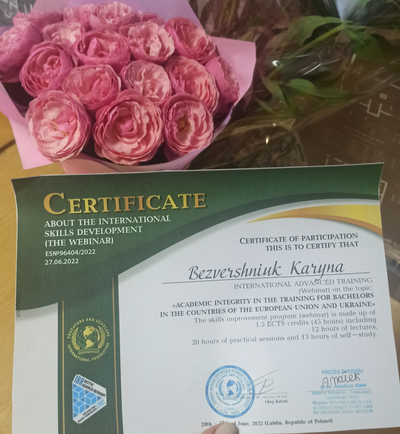 CERTIFICATE
ABOUT THE INTERNATIONAL
SKILLS DEVELOPMENT
(THE WEBINAR)
ES№96404/2022
27.06.2022
CERTIFICATE OF PARTICIPATION
THIS IS TO CERTIFY THAT
Bezvershniuk Karyna
INTERNATIONAL ADVANCED TRAINING
(Webinar) on the topic:
«ACADEMIC INTEGRITY IN THE TRAINING FOR BACHELORS
IN THE COUNTRIES OF THE EUROPEAN UNION AND UKRAINE»
The skills improvement program (webinar) is made up of
1.5 ECTS credits (45 hours) including
12 hours of lectures,
20 hours of practical sessions and 13 hours of self – study.
June, 2022 (Lublin, Republic of Poland)